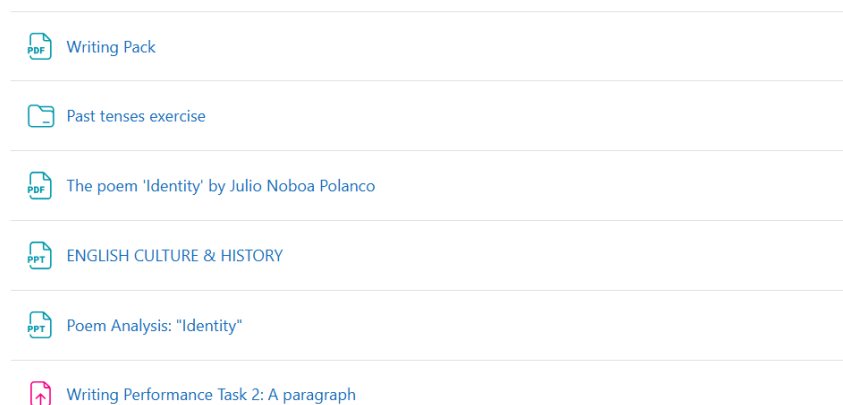 PDF Writing Pack
Past tenses exercise
PDF The poem 'Identity' by Julio Noboa Polanco
PPT ENGLISH CULTURE & HISTORY
PPT Poem Analysis: "Identity"
Writing Performance Task 2: A paragraph